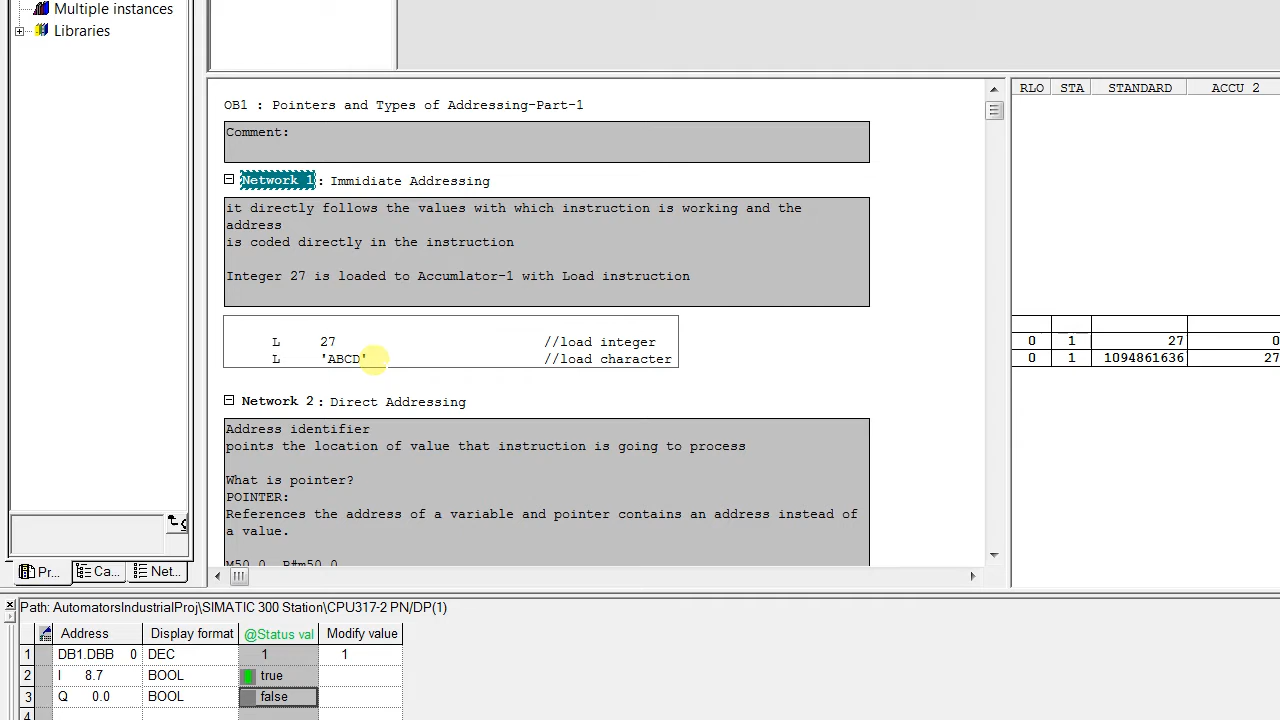 Multiple instances
Libraries
OB1 : Pointers and Types of Addressing-Part-1
Comment:
Network 1 : Immidiate Addressing
it directly follows the values with which instruction is working and the
address
is coded directly in the instruction
Integer 27 is loaded to Accumlator-1 with Load instruction
L 27 //load integer
L 'ABCD' //load character
Network 2 : Direct Addressing
Address identifier
points the location of value that instruction is going to process
What is pointer?
POINTER:
References the address of a variable and pointer contains an address instead of
a value.
M50.0 P#m50.0
RLO STA STANDARD ACCU 2
0 1 27 0
0 1 1094861636 27
Pr... Ca... Net...
Path: AutomatorsIndustrialProj\SIMATIC 300 Station\CPU317-2 PN/DP(1)
Address Display format @Status val Modify value
1 DB1.DBB 0 DEC 1 1
2 I 8.7 BOOL true
3 Q 0.0 BOOL false
4